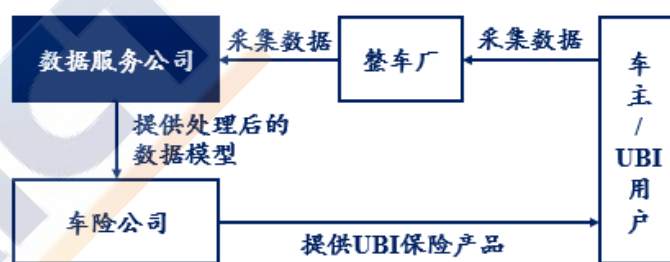 数据服务公司
采集数据
整车厂
采集数据
车
主
/
UBI
用
户
提供处理后的
数据模型
车险公司
提供UBI保险产品